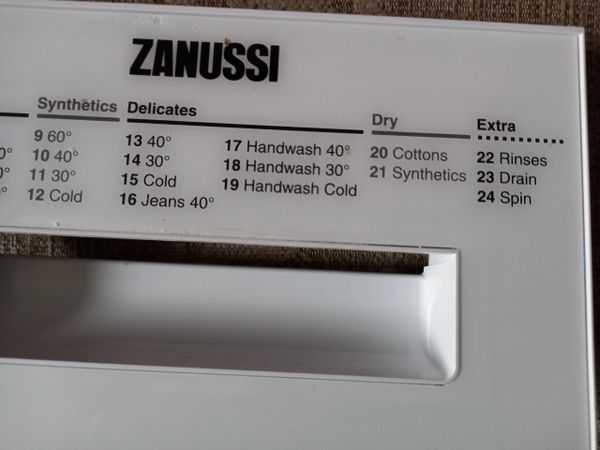 ZANUSSI
Synthetics
9 60°
10 40°
11 30°
12 Cold
Delicates
13 40°
14 30°
15 Cold
16 Jeans 40°
17 Handwash 40°
18 Handwash 30°
19 Handwash Cold
Dry
20 Cottons
21 Synthetics
Extra
22 Rinses
23 Drain
24 Spin